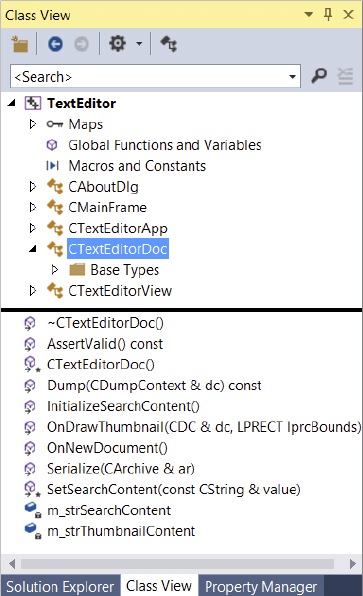 Class View
<Search>
TextEditor
Maps
Global Functions and Variables
Macros and Constants
CAboutDlg
CMainFrame
CTextEditorApp
CTextEditorDoc
Base Types
CTextEditorView
~CTextEditorDoc()
AssertValid() const
CTextEditorDoc()
Dump(CDumpContext & dc) const
InitializeSearchContent()
OnDrawThumbnail(CDC & dc, LPRECT lprcBounds)
OnNewDocument()
Serialize(CArchive & ar)
SetSearchContent(const CString & value)
m_strSearchContent
m_strThumbnailContent
Solution Explorer Class View Property Manager